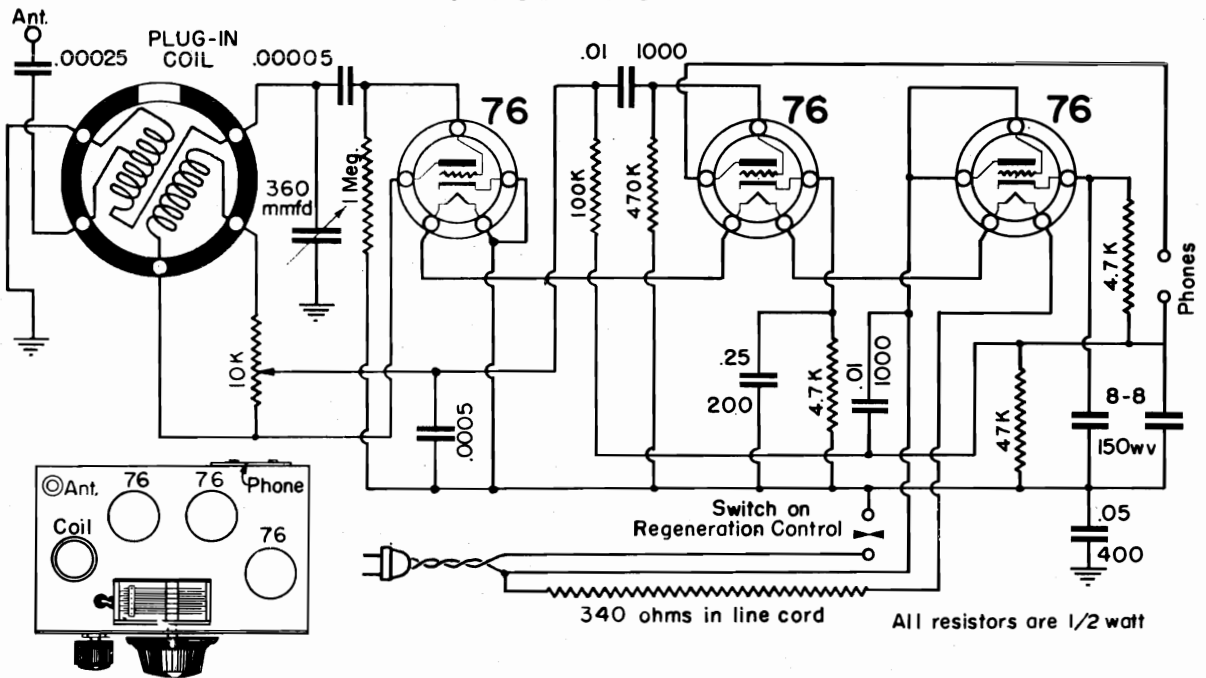 Ant.
.00025
PLUG-IN
COIL
.00005
360
mmfd
1 Meg.
10K
76
.0005
.01 1000
100K
470K
76
.25
200
4.7K
.01
1000
76
4.7K
Phones
47K
8-8
150wv
.05
400
Switch on
Regeneration Control
340 ohms in line cord
All resistors are 1/2 watt
Ant.
76
76
Phone
Coil
76